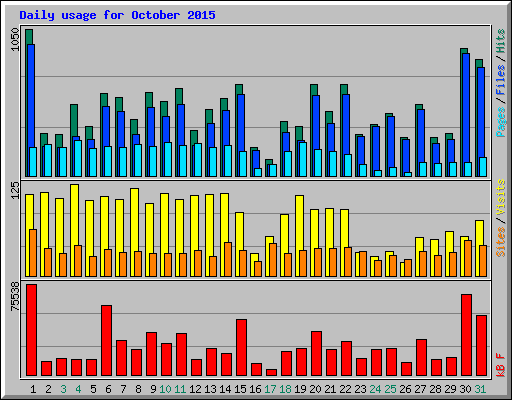 Daily usage for October 2015
1050
Pages / Files / Hits
125
Sites / Visits
75538
kB F
1 2 3 4 5 6 7 8 9 10 11 12 13 14 15 16 17 18 19 20 21 22 23 24 25 26 27 28 29 30 31